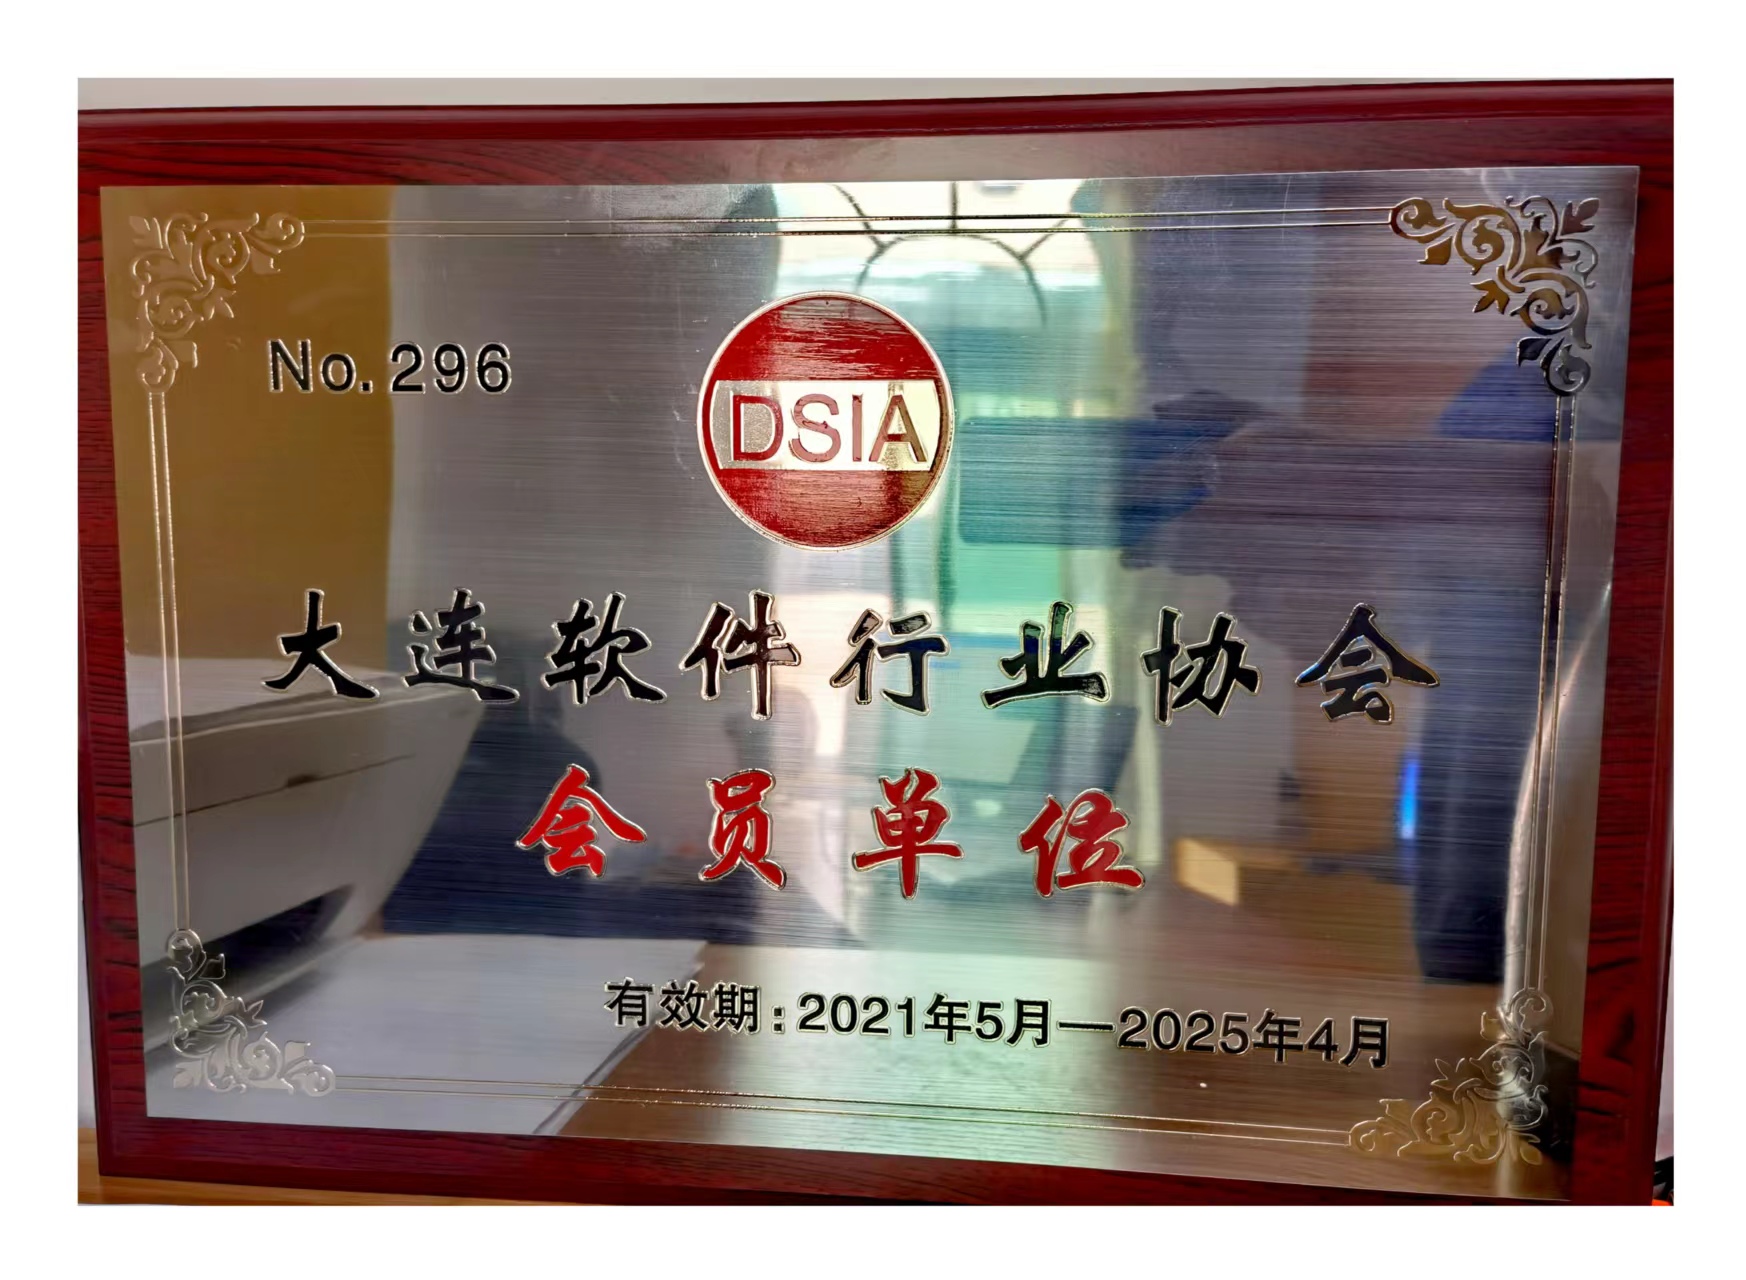 No. 296
DSIA
大连软件行业协会
会员单位
有效期:2021年5月—2025年4月